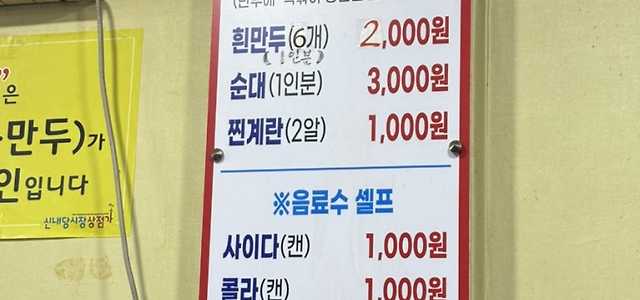 흰만두(6개) 2,000원
(1인분)
순대(1인분) 3,000원
찐계란(2알) 1,000원
※음료수 셀프
사이다(캔) 1,000원
콜라(캔) 1,000원
은
만두)가
인입니다
신내당시장상점가